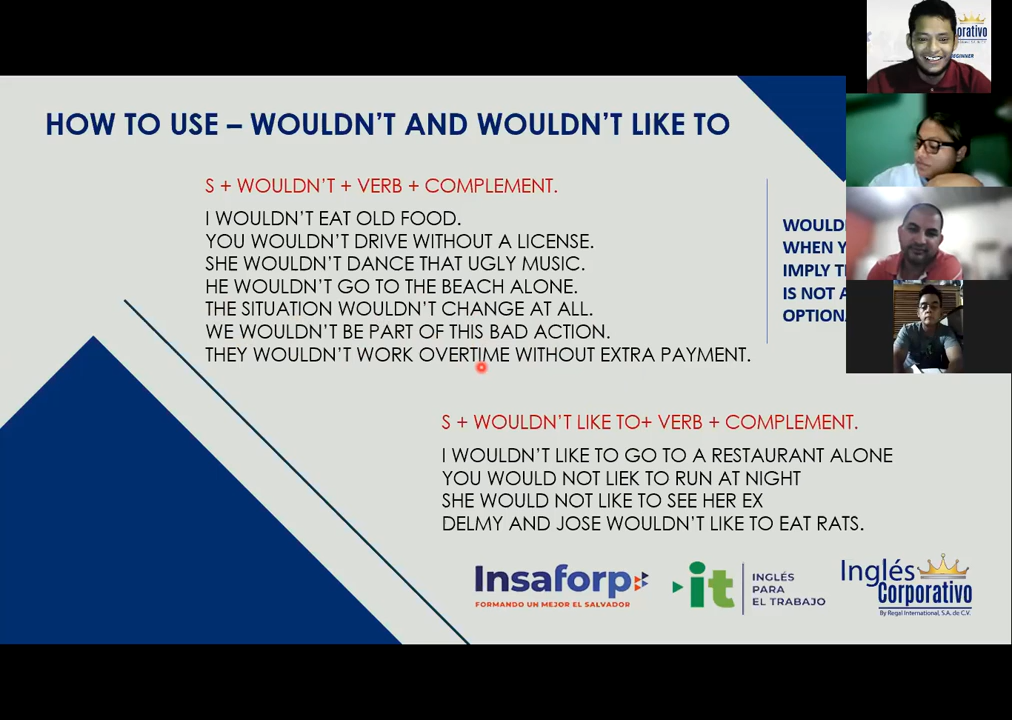 HOW TO USE – WOULDN'T AND WOULDN'T LIKE TO
S + WOULDN'T + VERB + COMPLEMENT.
I WOULDN'T EAT OLD FOOD.
YOU WOULDN'T DRIVE WITHOUT A LICENSE.
SHE WOULDN'T DANCE THAT UGLY MUSIC.
HE WOULDN'T GO TO THE BEACH ALONE.
THE SITUATION WOULDN'T CHANGE AT ALL.
WE WOULDN'T BE PART OF THIS BAD ACTION.
THEY WOULDN'T WORK OVERTIME WITHOUT EXTRA PAYMENT.
WHEN
IMPLY
IS NOT
S + WOULDN'T LIKE TO+ VERB + COMPLEMENT.
I WOULDN'T LIKE TO GO TO A RESTAURANT ALONE
YOU WOULD NOT LIEK TO RUN AT NIGHT
SHE WOULD NOT LIKE TO SEE HER EX
DELMY AND JOSE WOULDN'T LIKE TO EAT RATS.
Insaforp
FORMANDO UN MEJOR EL SALVADOR
it
INGLÉS
PARA
EL TRABAJO
Inglés
Corporativo
By Regal International, S.A. de C.V.